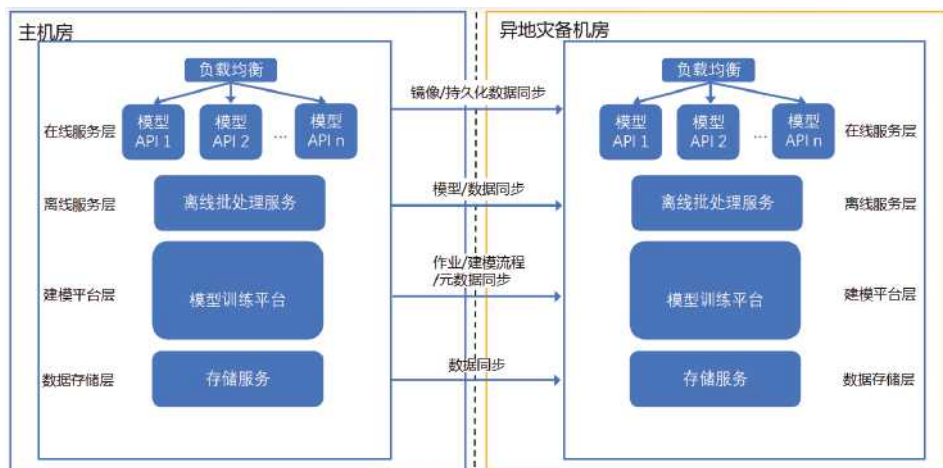 主机房
异地灾备机房
负载均衡
模型
API 1
模型
API 2
...
模型
API n
在线服务层
镜像/持久化数据同步
负载均衡
模型
API 1
模型
API 2
...
模型
API n
在线服务层
离线服务层
离线批处理服务
模型/数据同步
离线批处理服务
离线服务层
建模平台层
模型训练平台
作业/建模流程
/元数据同步
模型训练平台
建模平台层
数据存储层
存储服务
数据同步
存储服务
数据存储层